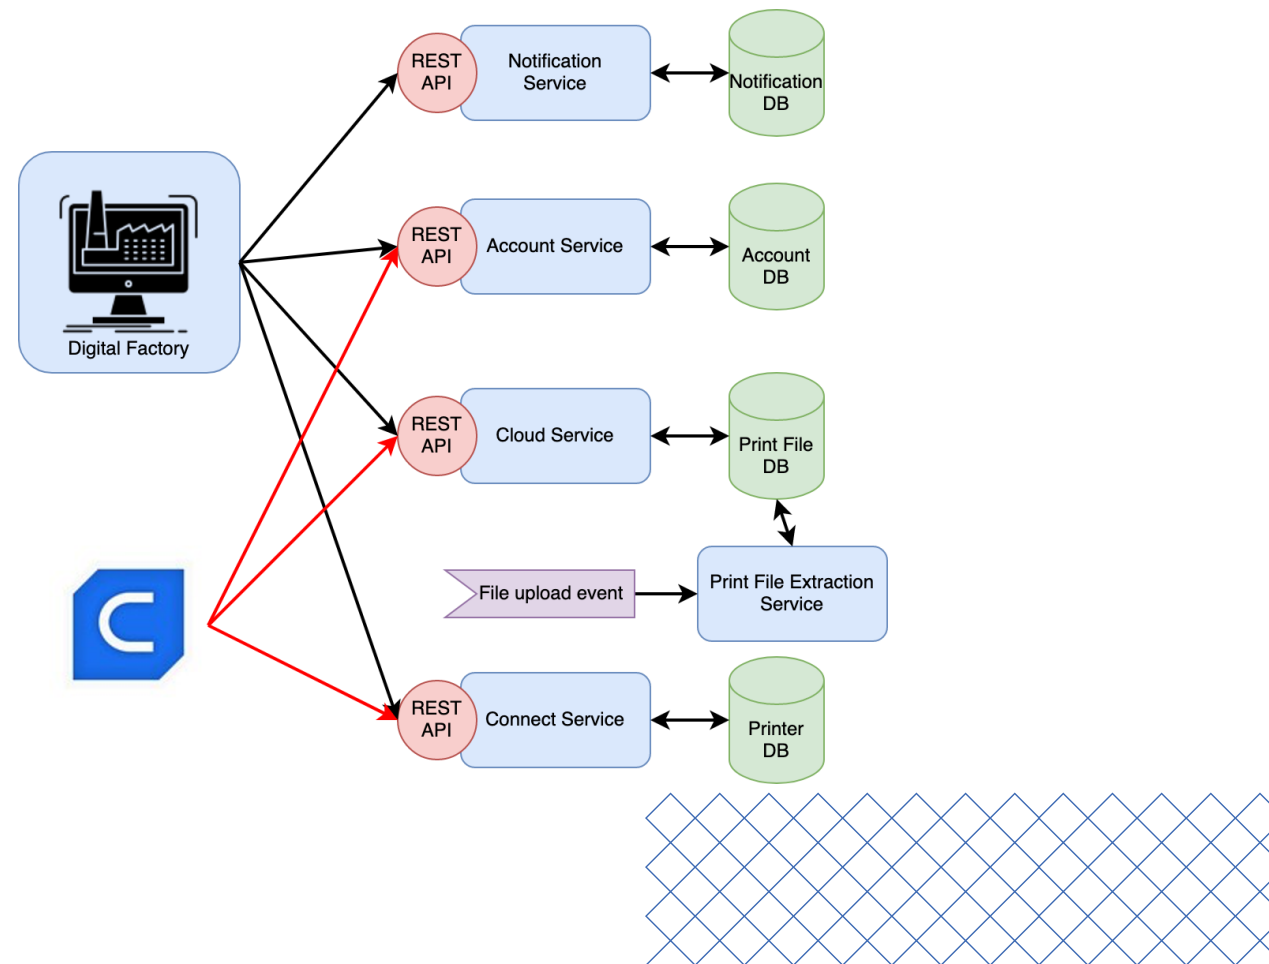 REST
API
Notification
Service
Notification
DB
Digital Factory
REST
API
Account Service
Account
DB
REST
API
Cloud Service
Print File
DB
File upload event
Print File Extraction
Service
REST
API
Connect Service
Printer
DB